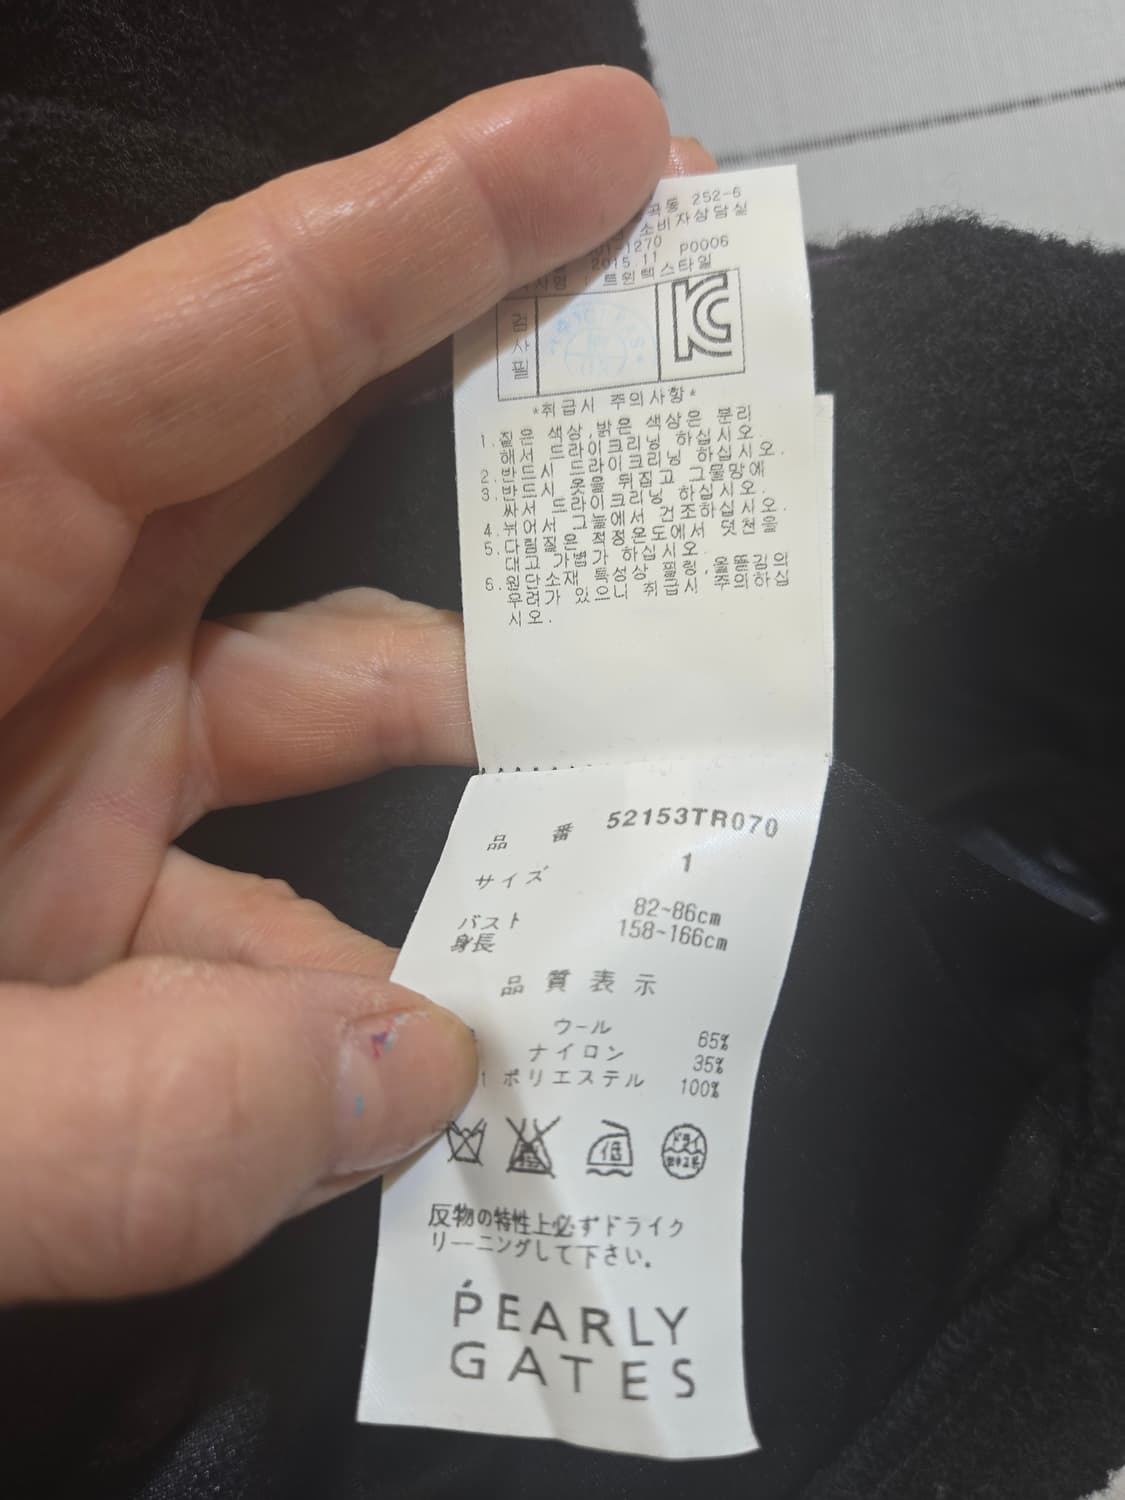 252-6
소비자상담실
-1270 P0006
2015.11
트윈텍스타일
검사필
*취급시 주의사항*
1.짙은 색상,밝은 색상은 분리
해서 드라이크리닝 하십시오.
2.반드시 드라이크리닝 하십시오.
3.반드시 옷을 뒤집고 그물망에
싸서 드라이크리닝 하십시오.
4.뉘어서 그늘에서 건조하십시오.
5.다림질은 적정온도에서 덧천을
대고 가볍게 하십시오.
6.원단소재 특성상 필링,올뜯김의
우려가 있으니 취급시 주의하십
시오.
品 番 52153TR070
サイズ 1
バスト 82~86cm
身長 158~166cm
品質表示
ウール 65%
ナイロン 35%
ポリエステル 100%
低 ドライ
反物の特性上必ずドライク
リーニングして下さい。
PEARLY
GATES